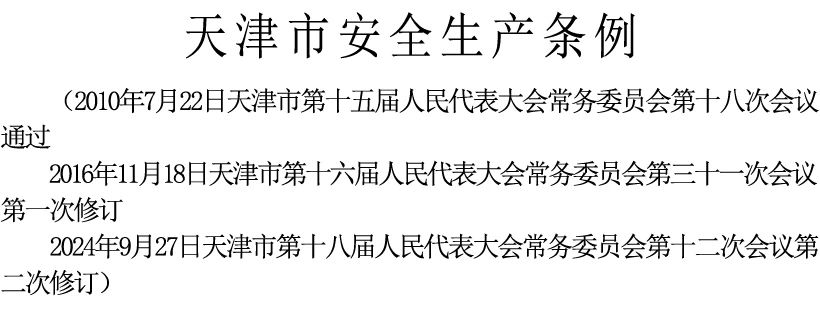 天津市安全生产条例
（2010年7月22日天津市第十五届人民代表大会常务委员会第十八次会议
通过
2016年11月18日天津市第十六届人民代表大会常务委员会第三十一次会议
第一次修订
2024年9月27日天津市第十八届人民代表大会常务委员会第十二次会议第
二次修订）